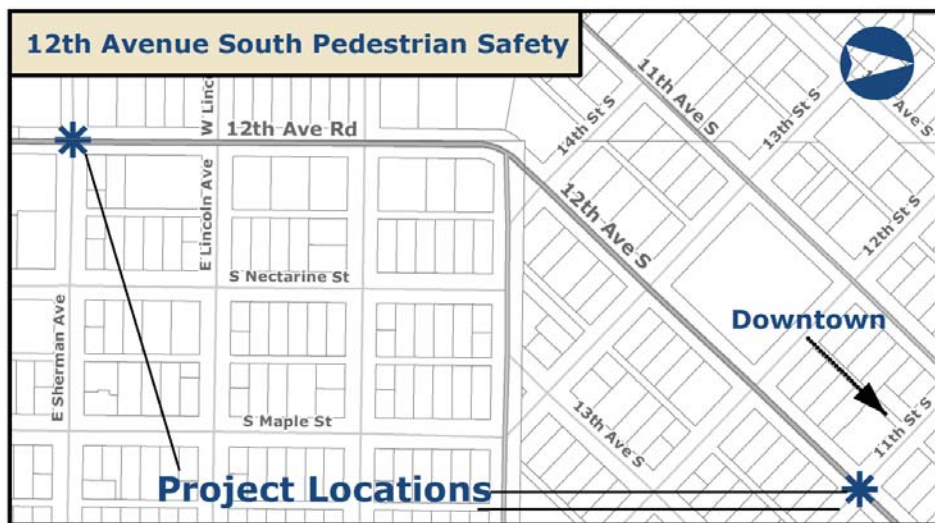 12th Avenue South Pedestrian Safety
W Linc
12th Ave Rd
11th Ave S
13th St S
Ave S
14th St S
12th Ave S
12th St S
E Lincoln Ave
S Nectarine St
E Sherman Ave
Downtown
S Maple St
13th Ave S
11th St S
Project Locations